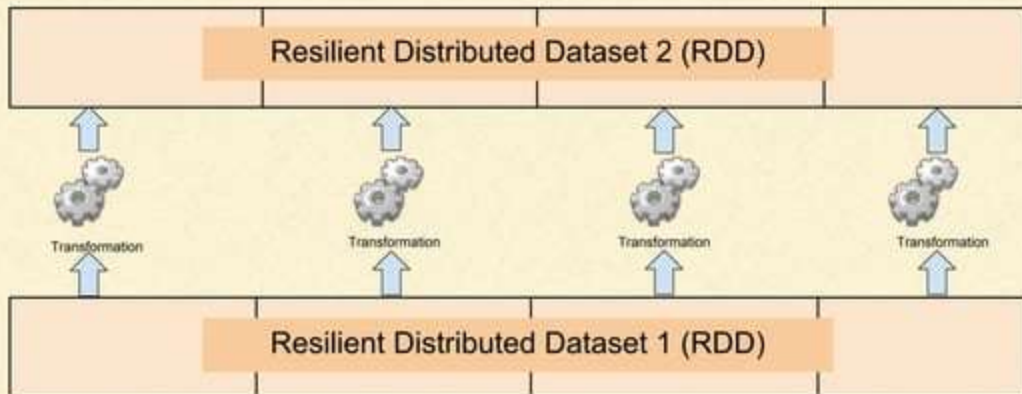 Resilient Distributed Dataset 2 (RDD)
Transformation
Transformation
Transformation
Transformation
Resilient Distributed Dataset 1 (RDD)